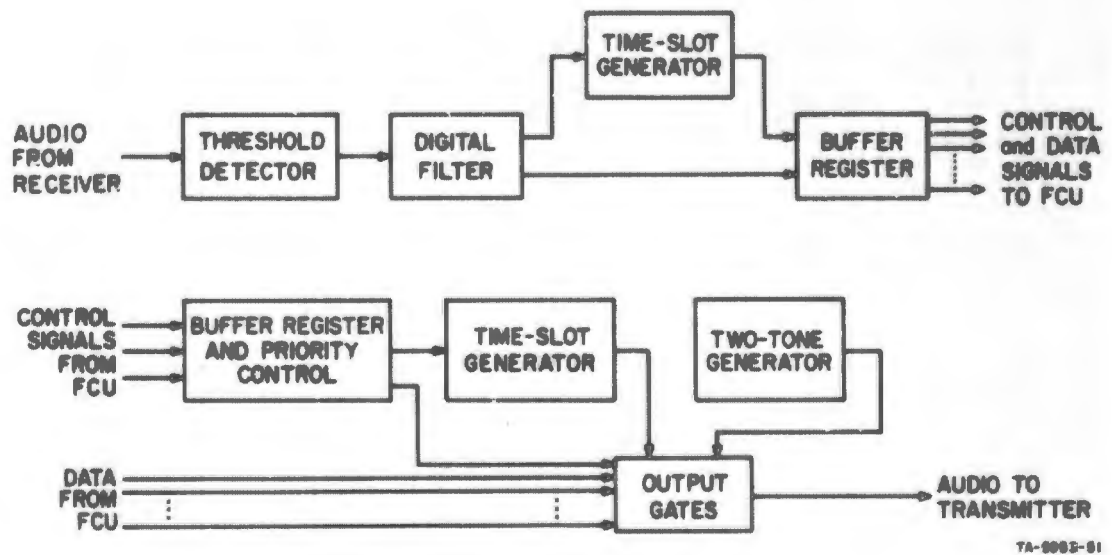 TIME-SLOT
GENERATOR
AUDIO
FROM
RECEIVER
THRESHOLD
DETECTOR
DIGITAL
FILTER
BUFFER
REGISTER
CONTROL
and DATA
SIGNALS
TO FCU
CONTROL
SIGNALS
FROM
FCU
BUFFER REGISTER
AND PRIORITY
CONTROL
TIME-SLOT
GENERATOR
TWO-TONE
GENERATOR
DATA
FROM
FCU
OUTPUT
GATES
AUDIO TO
TRANSMITTER